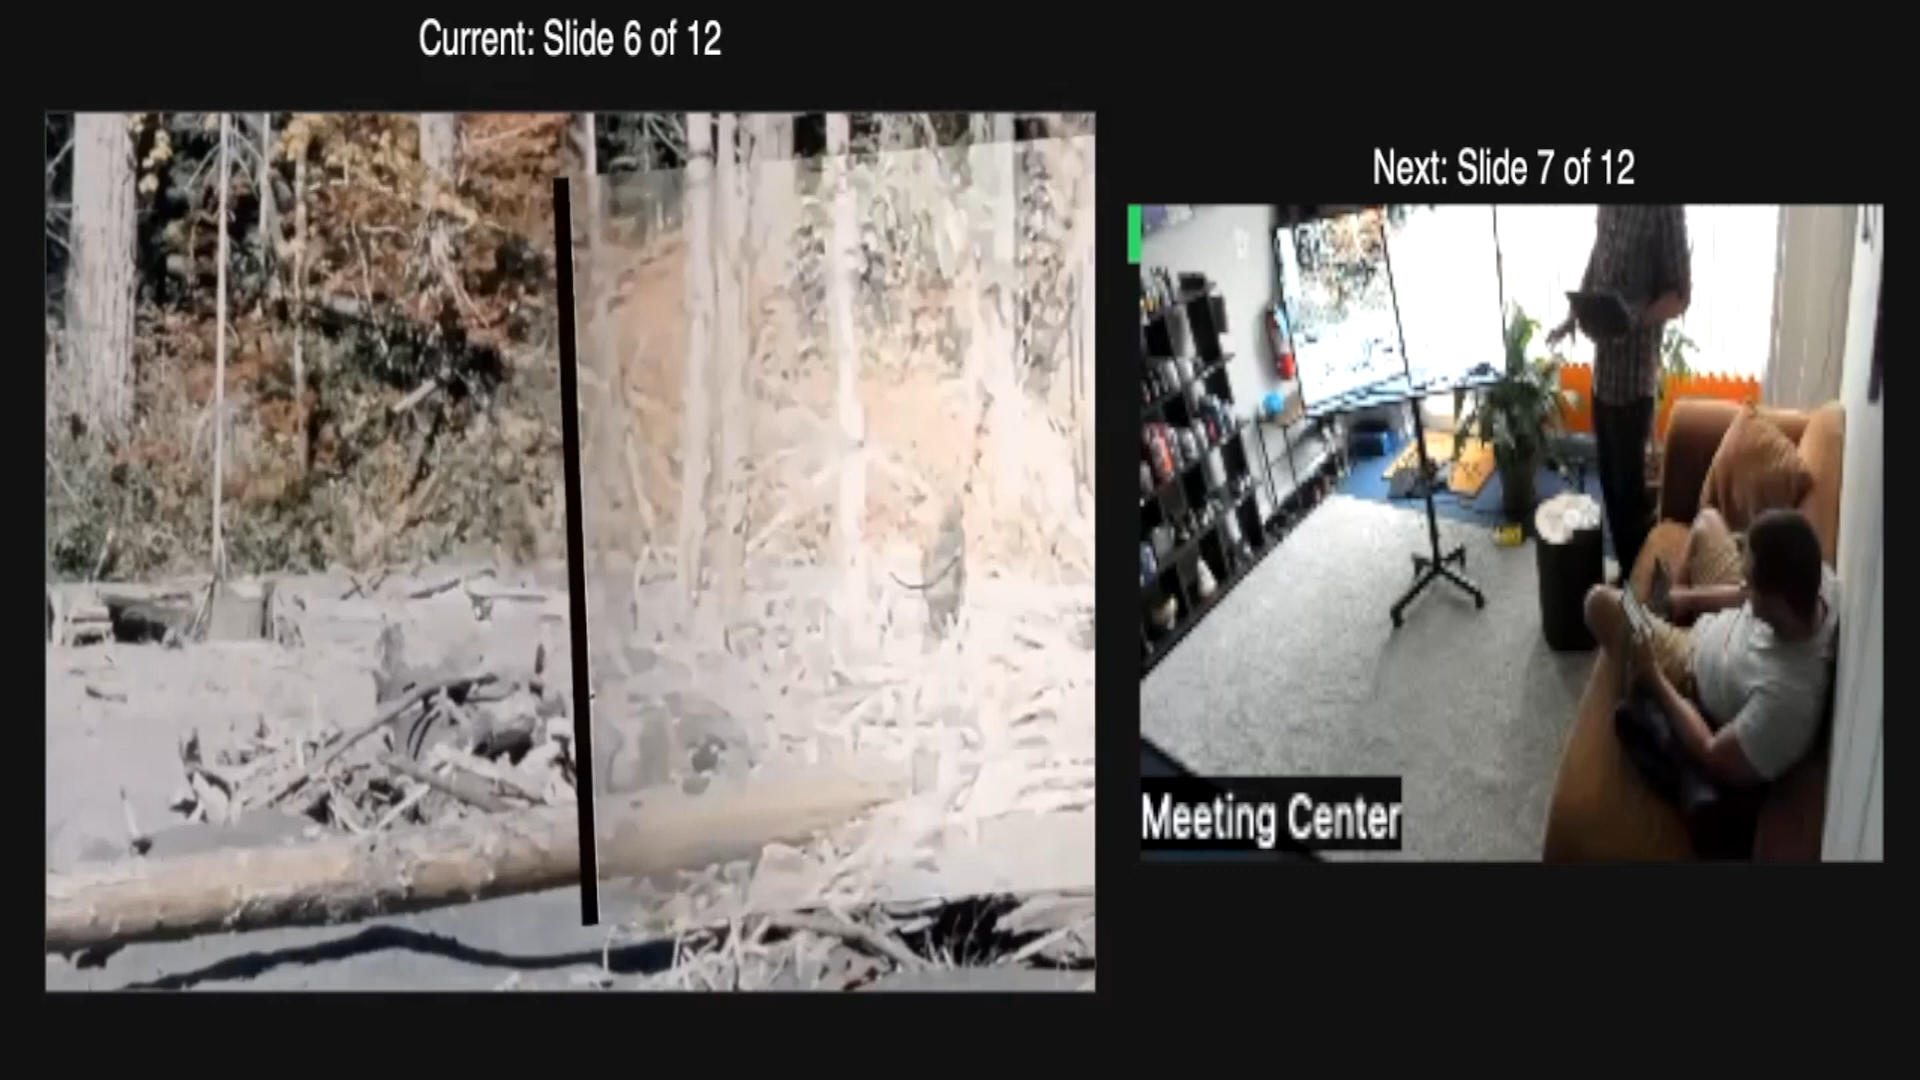 Current: Slide 6 of 12
Next: Slide 7 of 12
Meeting Center